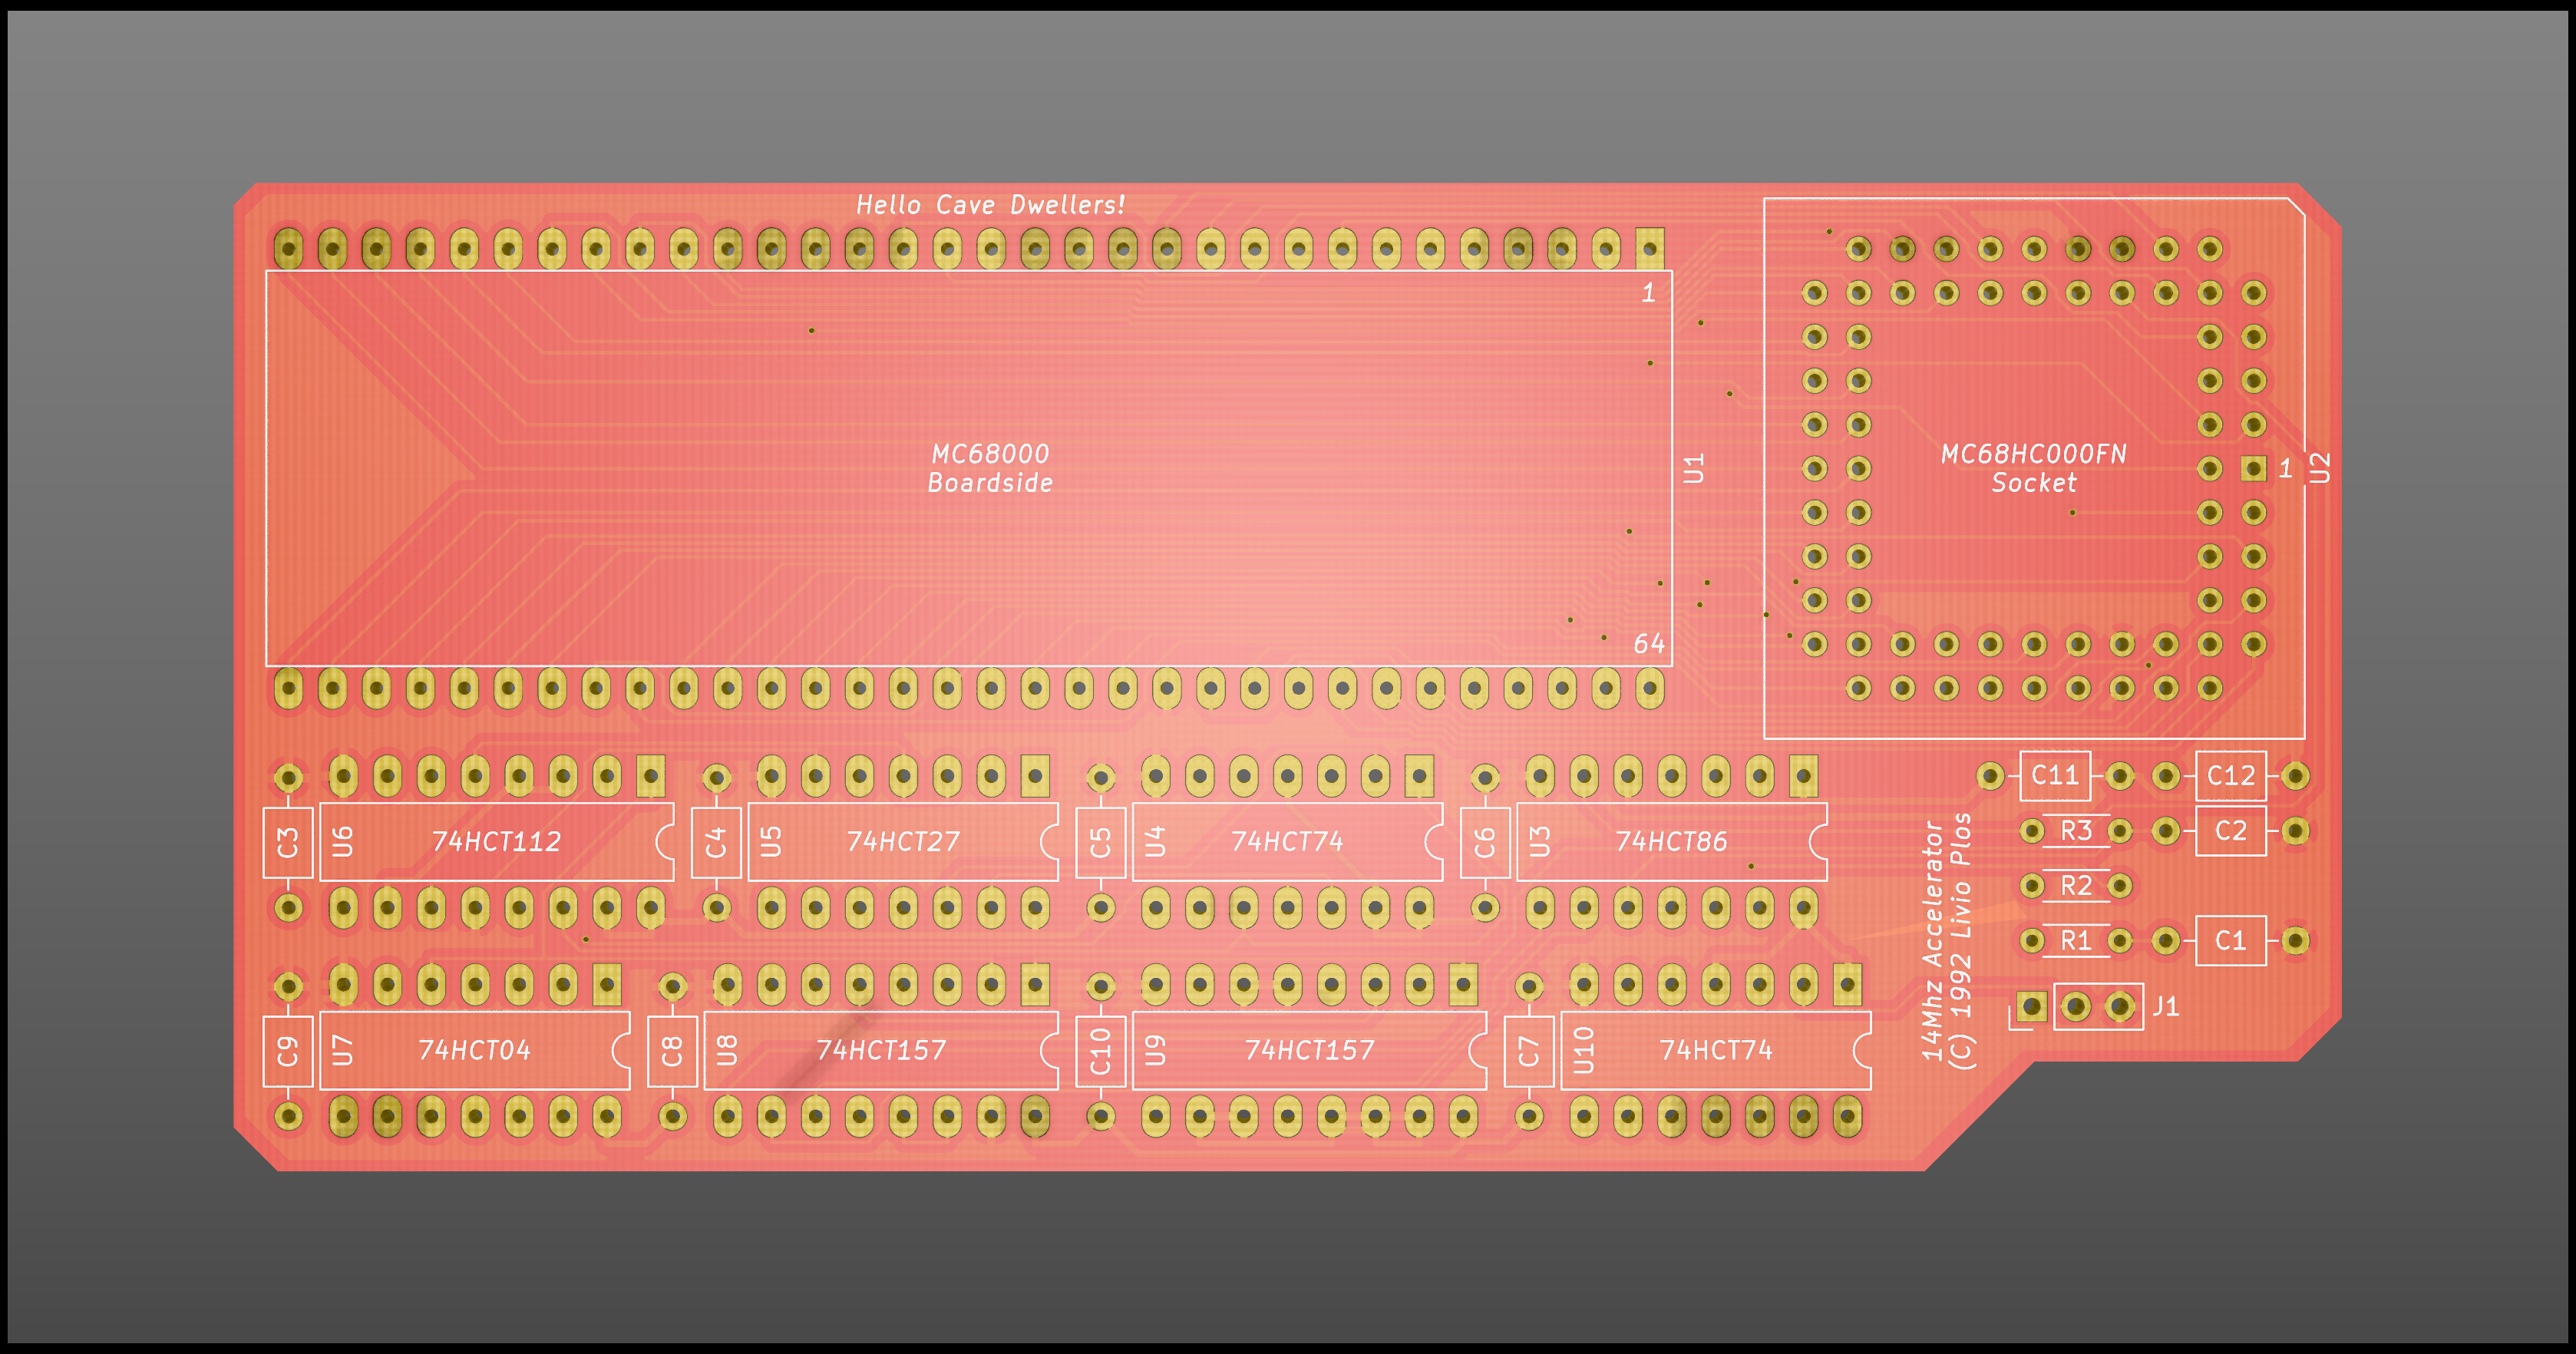 Hello Cave Dwellers!
1
MC68000
Boardside
U1
64
MC68HC000FN
Socket
1
U2
C3
U6
74HCT112
C4
U5
74HCT27
C5
U4
74HCT74
C6
U3
74HCT86
C11
C12
R3
C2
R2
R1
C1
14Mhz Accelerator
(C) 1992 Livio Plos
J1
C9
U7
74HCT04
C8
U8
74HCT157
C10
U9
74HCT157
C7
U10
74HCT74